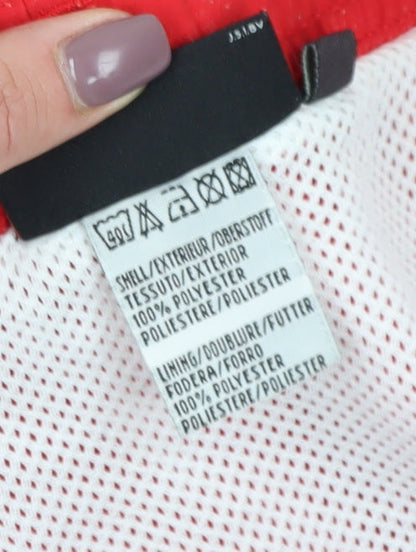 J.S.I.BV
40
SHELL/EXTERIEUR/OBERSTOFF
TESSUTO/EXTERIOR
100% POLYESTER
POLIESTERE/POLIESTER
LINING/DOUBLURE/FUTTER
FODERA/FORRO
100% POLYESTER
POLIESTERE/POLIESTER